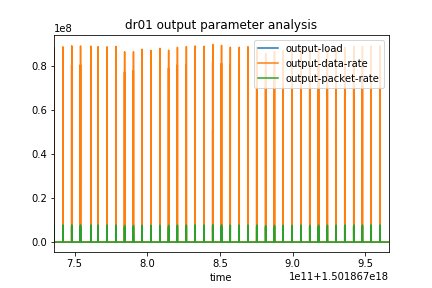 dr01 output parameter analysis
1e8
output-load
output-data-rate
output-packet-rate
0.8
0.6
0.4
0.2
0.0
7.5 8.0 8.5 9.0 9.5
time
1e11+1.501867e18